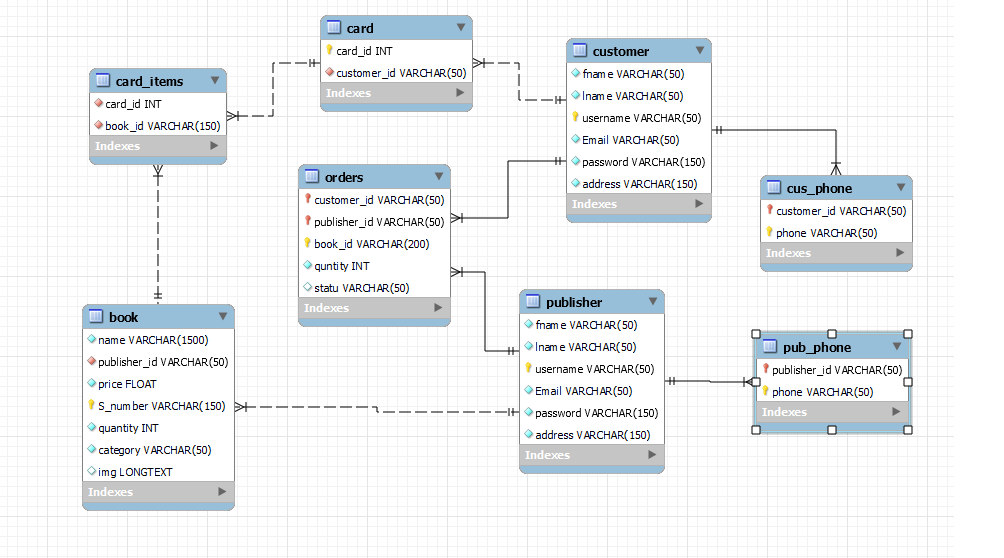 card
card_id INT
customer_id VARCHAR(50)
Indexes
customer
fname VARCHAR(50)
lname VARCHAR(50)
username VARCHAR(50)
Email VARCHAR(50)
password VARCHAR(150)
address VARCHAR(150)
Indexes
card_items
card_id INT
book_id VARCHAR(150)
Indexes
orders
customer_id VARCHAR(50)
publisher_id VARCHAR(50)
book_id VARCHAR(200)
quntity INT
statu VARCHAR(50)
Indexes
cus_phone
customer_id VARCHAR(50)
phone VARCHAR(50)
Indexes
book
name VARCHAR(1500)
publisher_id VARCHAR(50)
price FLOAT
S_number VARCHAR(150)
quantity INT
category VARCHAR(50)
img LONGTEXT
Indexes
publisher
fname VARCHAR(50)
lname VARCHAR(50)
username VARCHAR(50)
Email VARCHAR(50)
password VARCHAR(150)
address VARCHAR(150)
Indexes
pub_phone
publisher_id VARCHAR(50)
phone VARCHAR(50)
Indexes